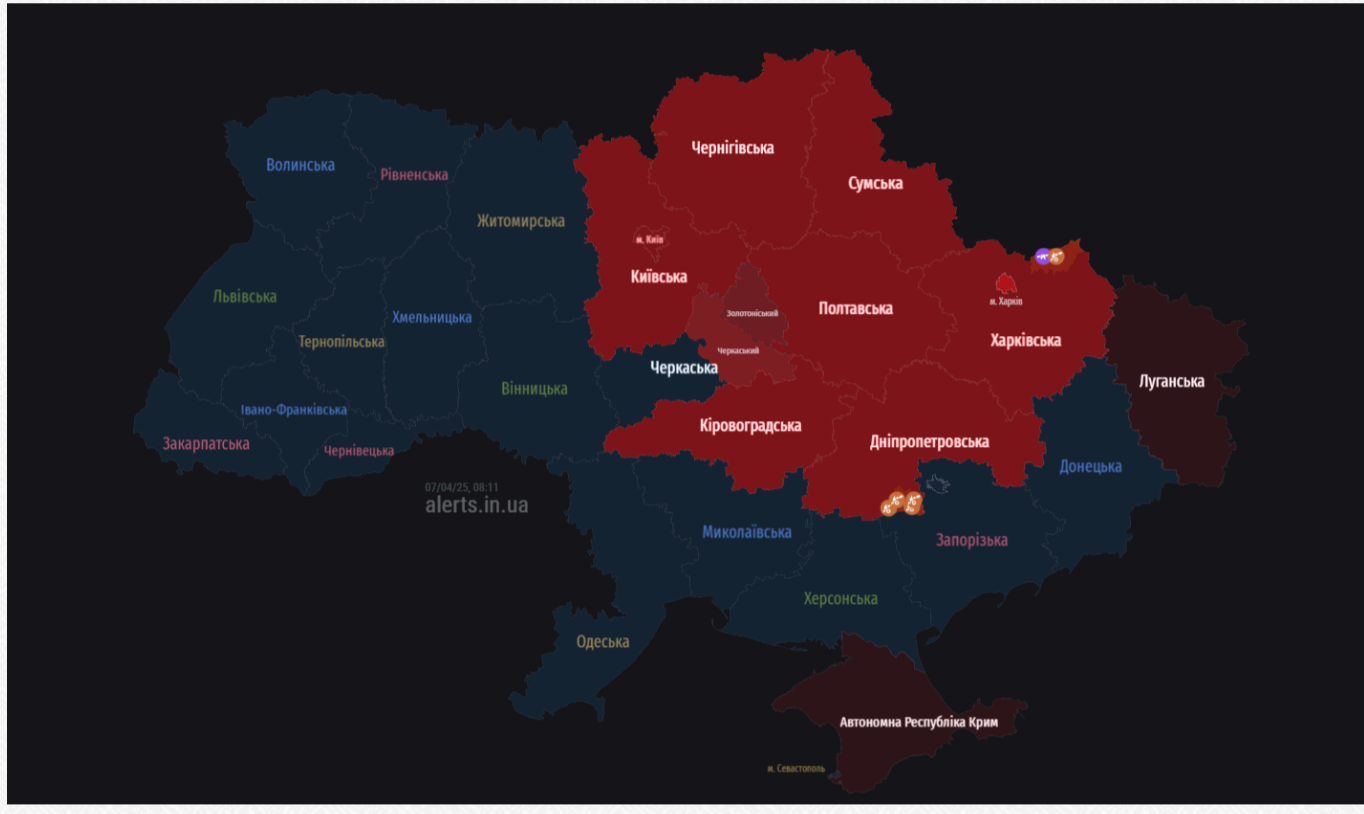 Чернігівська
Волинська
Рівненська
Сумська
Житомирська
м. Київ
Київська
Львівська
м. Харків
Полтавська
Золотоніський
Хмельницька
Тернопільська
Харківська
Черкаський
Черкаська
Луганська
Вінницька
Івано-Франківська
Кіровоградська
Закарпатська
Дніпропетровська
Чернівецька
Донецька
07/04/25, 08:11
alerts.in.ua
Миколаївська
Запорізька
Херсонська
Одеська
Автономна Республіка Крим
м. Севастополь